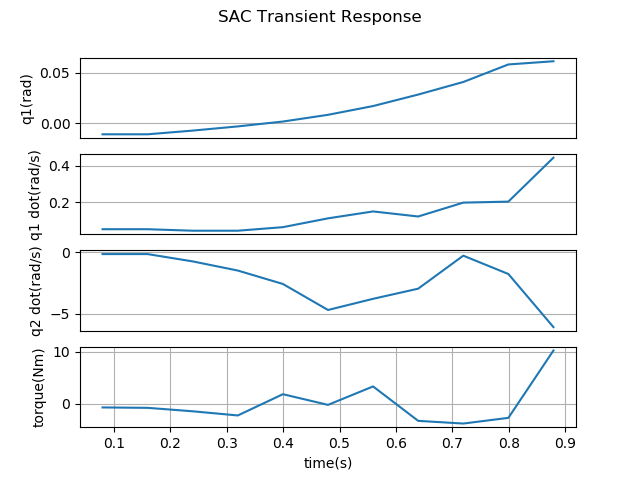 SAC Transient Response
0.05
0.00
q1(rad)
0.4
0.2
q1 dot(rad/s)
0
−5
q2 dot(rad/s)
10
0
torque(Nm)
0.1 0.2 0.3 0.4 0.5 0.6 0.7 0.8 0.9
time(s)